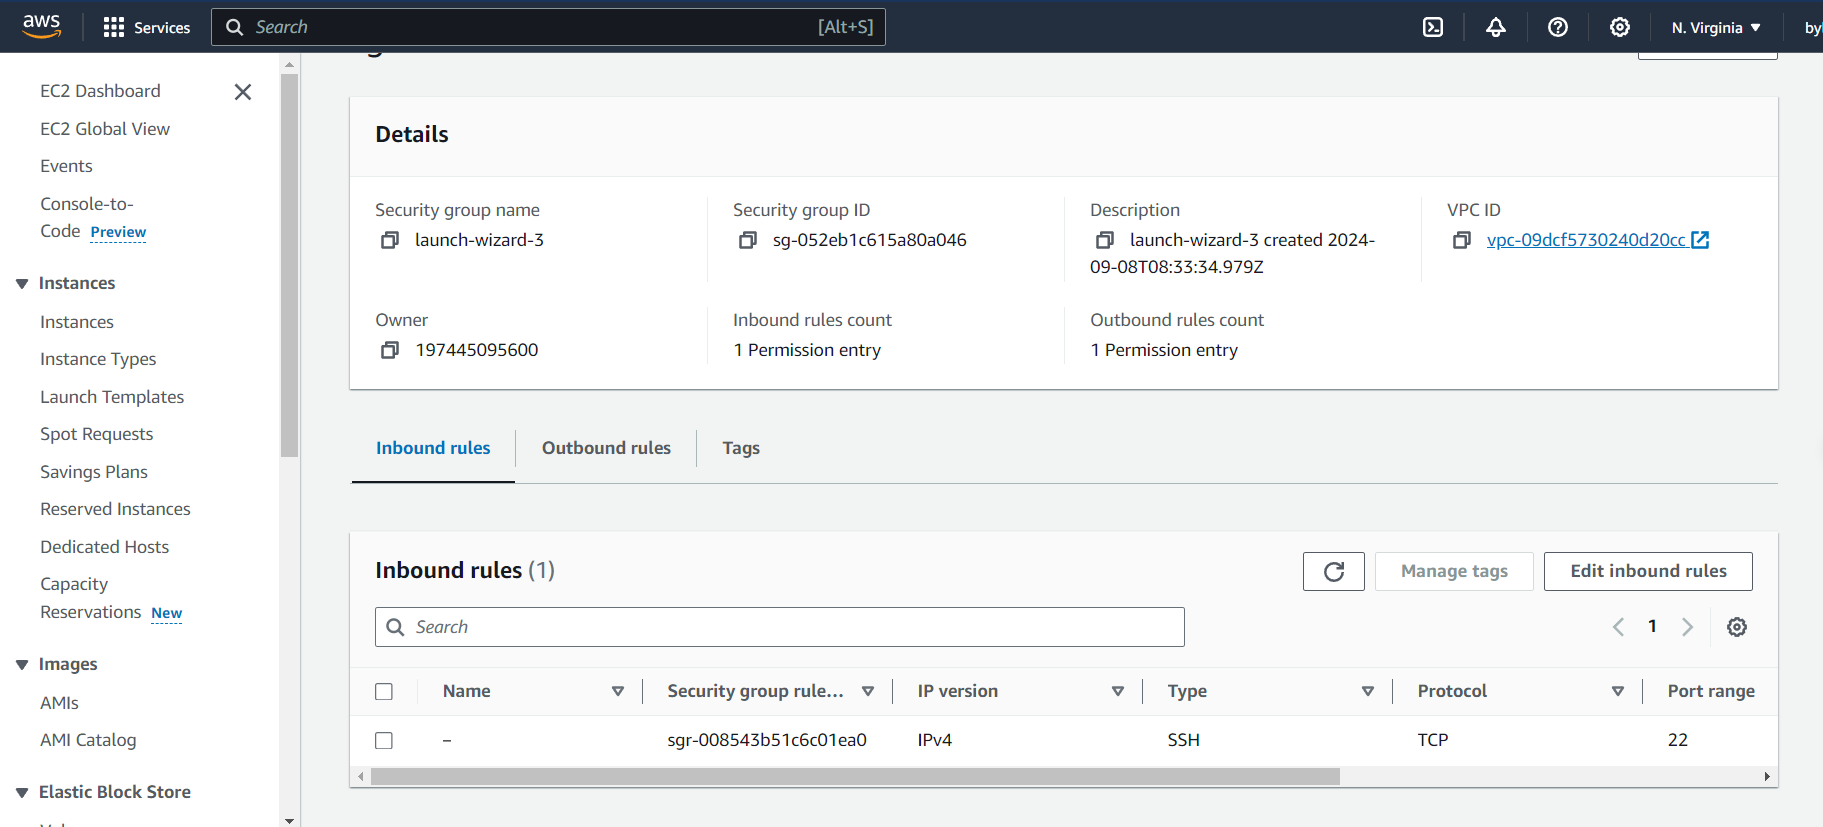 aws
Services
Search
[Alt+S]
N. Virginia
EC2 Dashboard
EC2 Global View
Events
Console-to-
Code Preview
Instances
Instances
Instance Types
Launch Templates
Spot Requests
Savings Plans
Reserved Instances
Dedicated Hosts
Capacity
Reservations New
Images
AMIs
AMI Catalog
Elastic Block Store
Details
Security group name
launch-wizard-3
Security group ID
sg-052eb1c615a80a046
Description
launch-wizard-3 created 2024-
09-08T08:33:34.979Z
VPC ID
vpc-09dcf5730240d20cc
Owner
197445095600
Inbound rules count
1 Permission entry
Outbound rules count
1 Permission entry
Inbound rules
Outbound rules
Tags
Inbound rules (1)
Manage tags
Edit inbound rules
Search
1
Name
Security group rule...
IP version
Type
Protocol
Port range
–
sgr-008543b51c6c01ea0
IPv4
SSH
TCP
22